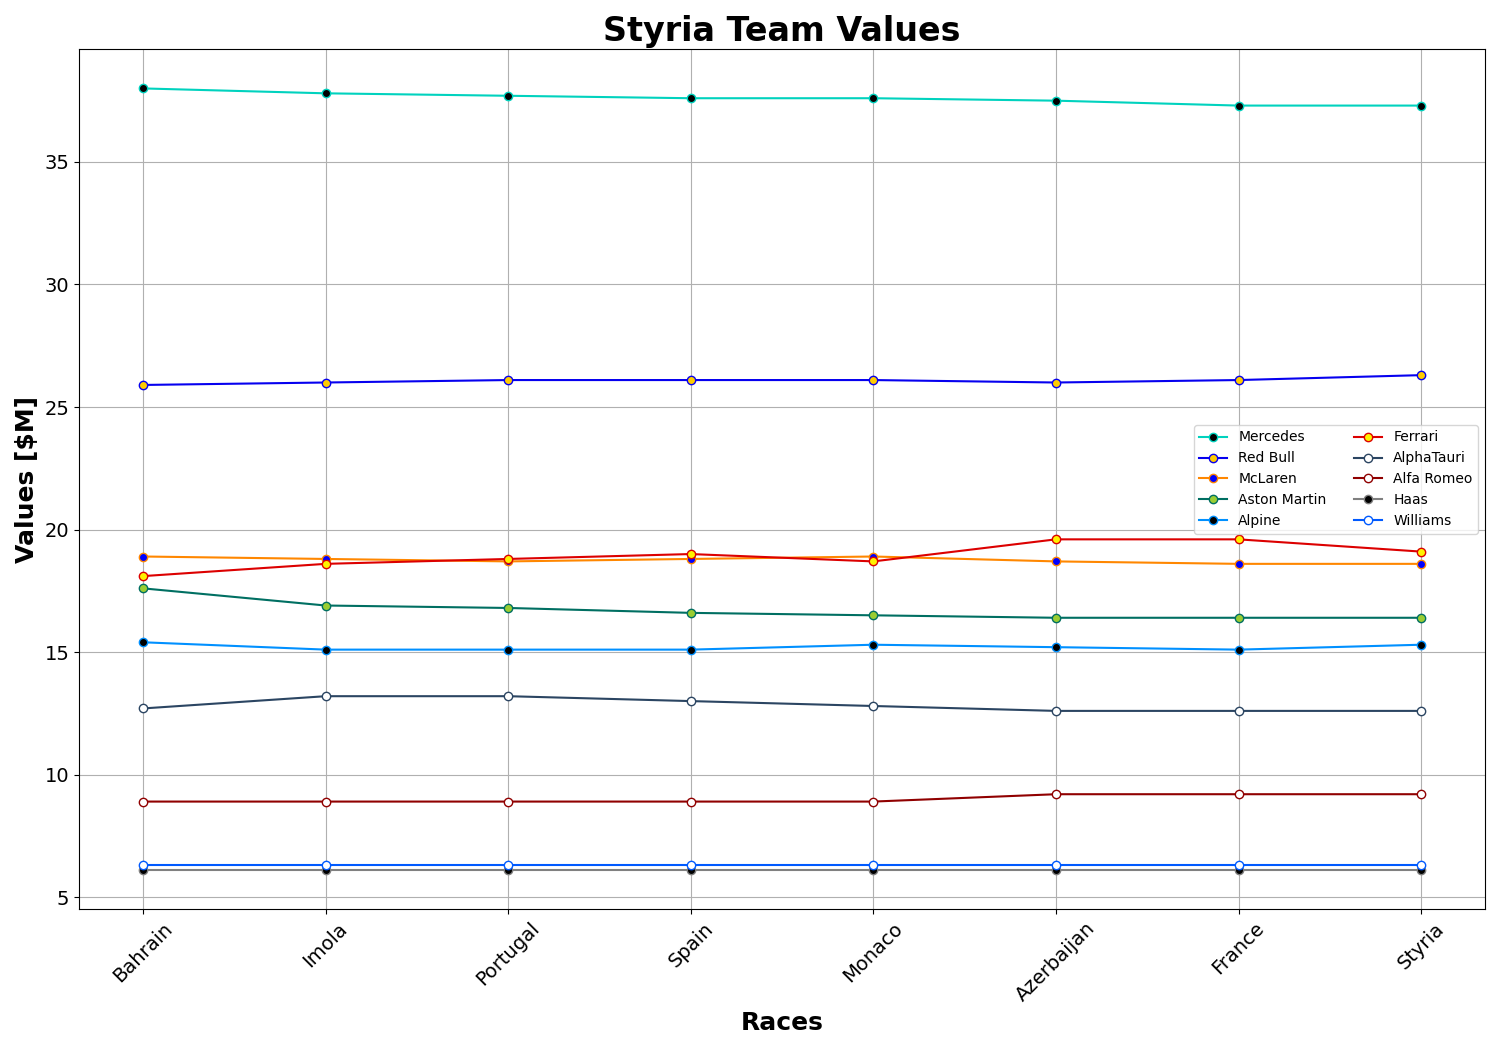 Styria Team Values
Values [$M]
35
30
25
20
15
10
5
Mercedes
Red Bull
McLaren
Aston Martin
Alpine
Ferrari
AlphaTauri
Alfa Romeo
Haas
Williams
Bahrain
Imola
Portugal
Spain
Monaco
Azerbaijan
France
Styria
Races